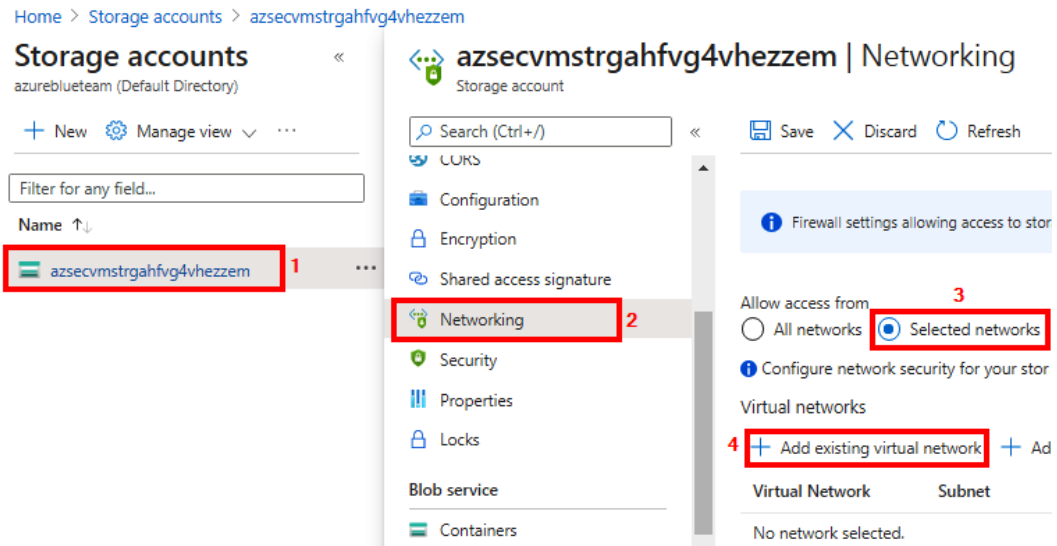 Home > Storage accounts > azsecvmstrgahfvg4vhezzem
Storage accounts
azureblueteam (Default Directory)
New Manage view
Filter for any field...
Name
azsecvmstrgahfvg4vhezzem
1
azsecvmstrgahfvg4vhezzem | Networking
Storage account
Search (Ctrl+/)
CORS
Configuration
Encryption
Shared access signature
Networking
2
Security
Properties
Locks
Blob service
Containers
Save Discard Refresh
Firewall settings allowing access to stor
Allow access from
3
All networks Selected networks
Configure network security for your stor
Virtual networks
4
+ Add existing virtual network + Ad
Virtual Network Subnet
No network selected.